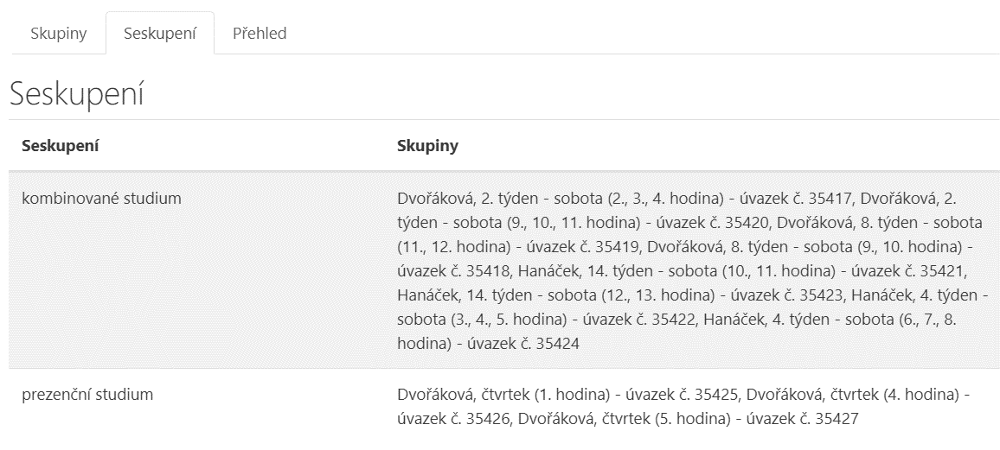 Skupiny Seskupení Přehled
Seskupení
Seskupení Skupiny
kombinované studium Dvořáková, 2. týden - sobota (2., 3., 4. hodina) - úvazek č. 35417, Dvořáková, 2.
týden - sobota (9., 10., 11. hodina) - úvazek č. 35420, Dvořáková, 8. týden - sobota
(11., 12. hodina) - úvazek č. 35419, Dvořáková, 8. týden - sobota (9., 10. hodina) -
úvazek č. 35418, Hanáček, 14. týden - sobota (10., 11. hodina) - úvazek č. 35421,
Hanáček, 14. týden - sobota (12., 13. hodina) - úvazek č. 35423, Hanáček, 4. týden -
sobota (3., 4., 5. hodina) - úvazek č. 35422, Hanáček, 4. týden - sobota (6., 7., 8.
hodina) - úvazek č. 35424
prezenční studium Dvořáková, čtvrtek (1. hodina) - úvazek č. 35425, Dvořáková, čtvrtek (4. hodina) -
úvazek č. 35426, Dvořáková, čtvrtek (5. hodina) - úvazek č. 35427